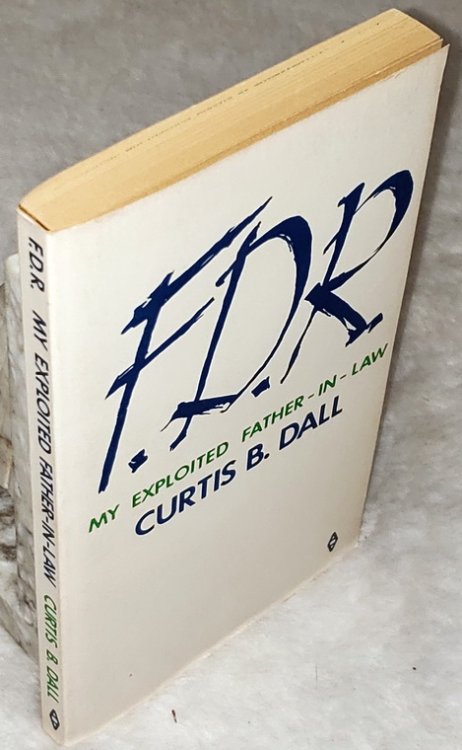 F.D.R.
MY EXPLOITED FATHER-IN-LAW
CURTIS B. DALL
F.D.R. MY EXPLOITED FATHER-IN-LAW CURTIS B. DALL